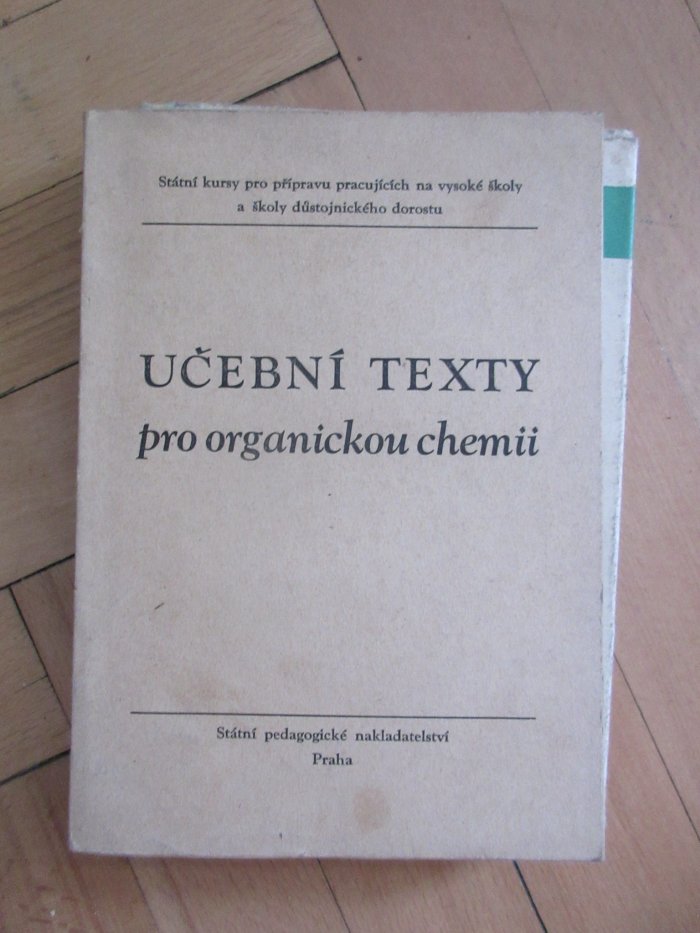 Státní kursy pro přípravu pracujících na vysoké školy
a školy důstojnického dorostu
UČEBNÍ TEXTY
pro organickou chemii
Státní pedagogické nakladatelství
Praha